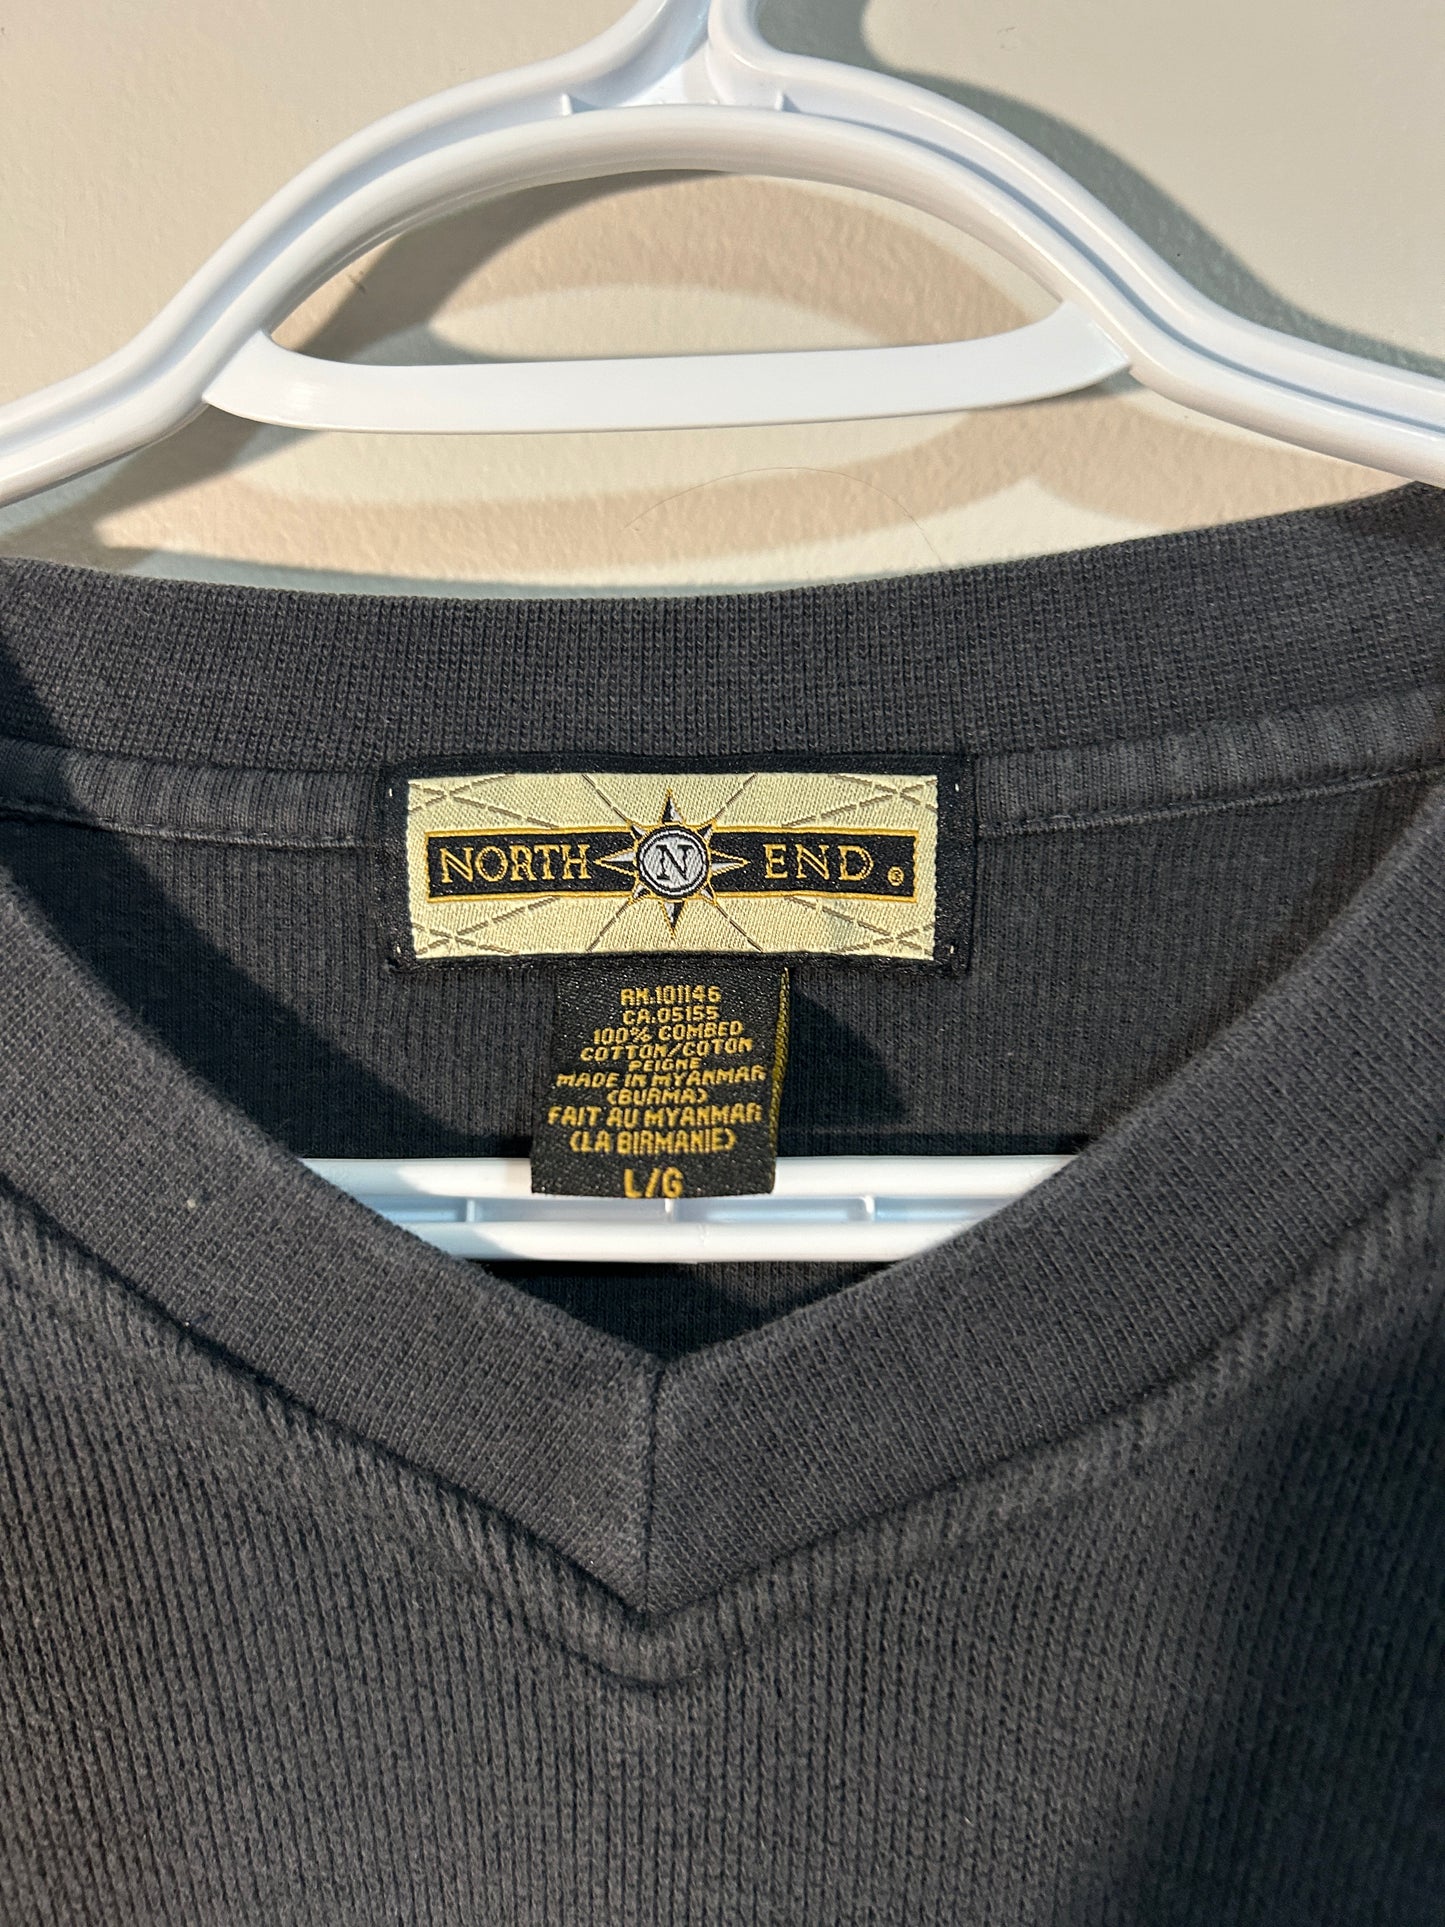 NORTH N END ®
RN.101146
CA.05155
100% COMBED
COTTON/COTON
PEIGNE
MADE IN MYANMAR
(BURMA)
FAIT AU MYANMAR
(LA BIRMANIE)
L/G